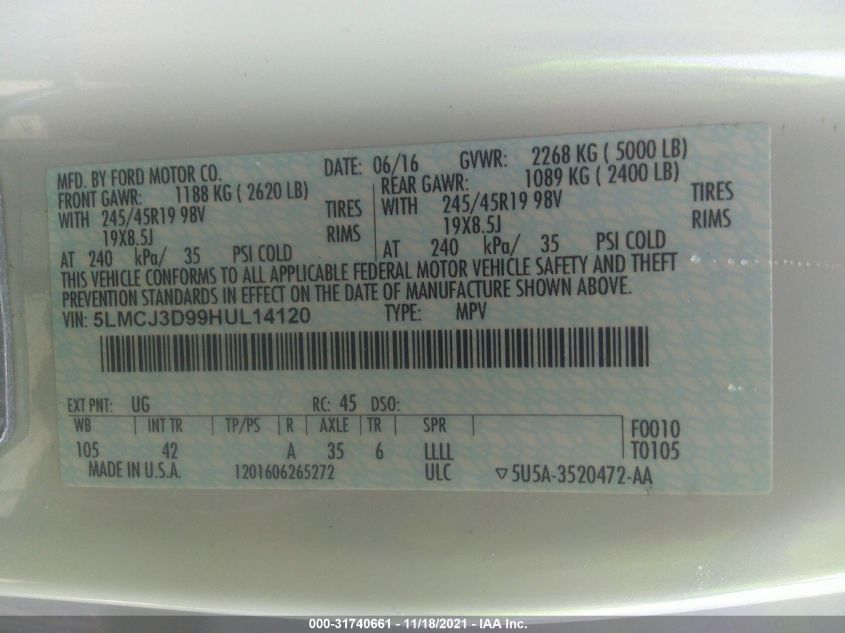 MFD. BY FORD MOTOR CO. DATE: 06/16 GVWR: 2268 KG ( 5000 LB)
FRONT GAWR: 1188 KG ( 2620 LB) REAR GAWR: 1089 KG ( 2400 LB)
WITH 245/45R19 98V TIRES WITH 245/45R19 98V TIRES
19X8.5J RIMS 19X8.5J RIMS
AT 240 kPa/ 35 PSI COLD AT 240 kPa/ 35 PSI COLD
THIS VEHICLE CONFORMS TO ALL APPLICABLE FEDERAL MOTOR VEHICLE SAFETY AND THEFT
PREVENTION STANDARDS IN EFFECT ON THE DATE OF MANUFACTURE SHOWN ABOVE.
VIN: 5LMCJ3D99HUL14120 TYPE: MPV
EXT PNT: UG RC: 45 DSO:
WB INT TR TP/PS R AXLE TR SPR F0010
105 42 A 35 6 LLLL T0105
MADE IN U.S.A. 1201606265272 ULC ▽5U5A-3520472-AA
000-31740661 - 11/18/2021 - IAA Inc.